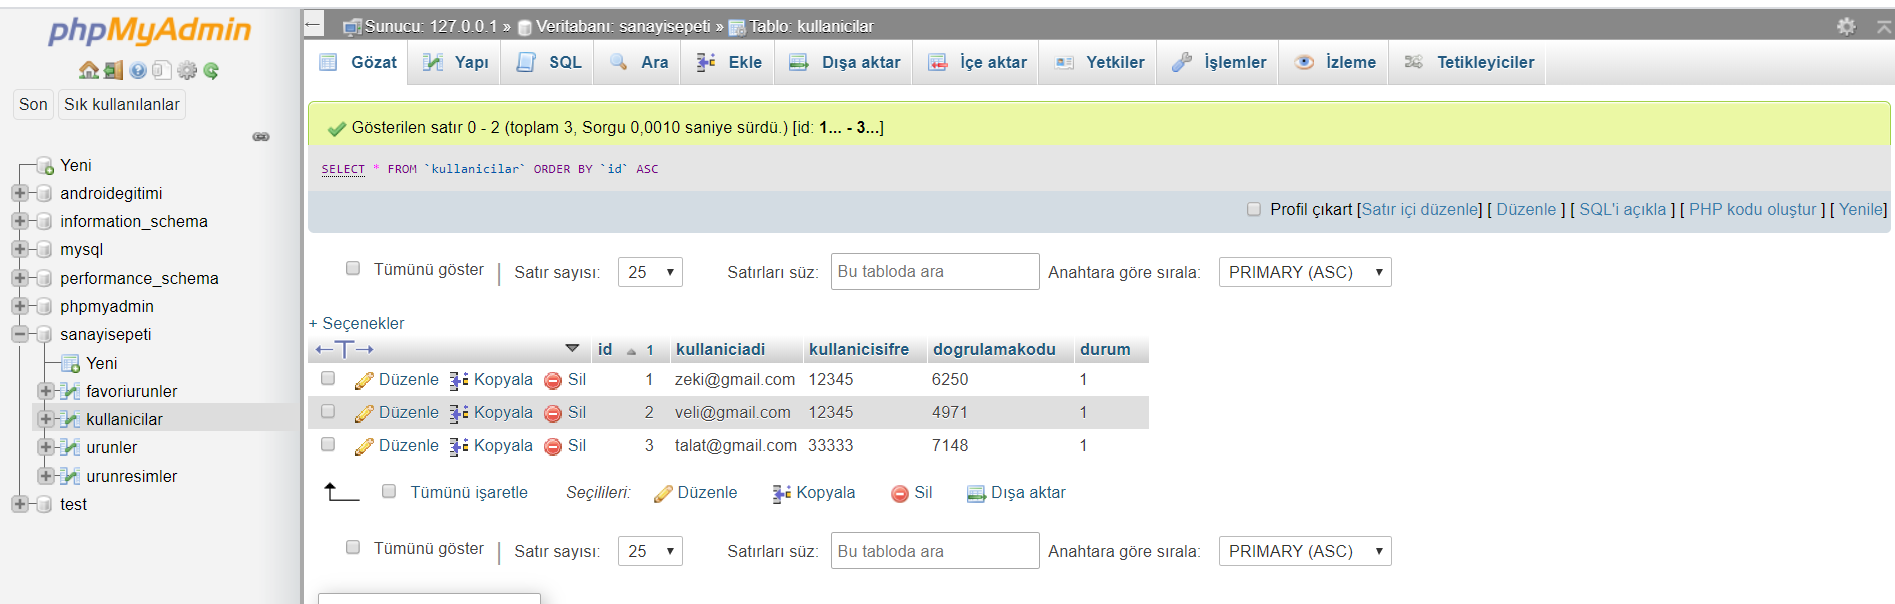 phpMyAdmin
Son Sık kullanılanlar
Yeni
androidegitimi
information_schema
mysql
performance_schema
phpmyadmin
sanayisepeti
Yeni
favoriurunler
kullanicilar
urunler
urunresimler
test
Sunucu: 127.0.0.1 » Veritabanı: sanayisepeti » Tablo: kullanicilar
Gözat Yapı SQL Ara Ekle Dışa aktar İçe aktar Yetkiler İşlemler İzleme Tetikleyiciler
Gösterilen satır 0 - 2 (toplam 3, Sorgu 0,0010 saniye sürdü.) [id: 1... - 3...]
SELECT * FROM `kullanicilar` ORDER BY `id` ASC
Profil çıkart [Satır içi düzenle] [ Düzenle ] [ SQL'i açıkla ] [ PHP kodu oluştur ] [ Yenile]
Tümünü göster | Satır sayısı: 25 Satırları süz: Bu tabloda ara Anahtara göre sırala: PRIMARY (ASC)
+ Seçenekler
id 1 kullaniciadi kullanicisifre dogrulamakodu durum
Düzenle Kopyala Sil 1 zeki@gmail.com 12345 6250 1
Düzenle Kopyala Sil 2 veli@gmail.com 12345 4971 1
Düzenle Kopyala Sil 3 talat@gmail.com 33333 7148 1
Tümünü işaretle Seçilileri: Düzenle Kopyala Sil Dışa aktar
Tümünü göster | Satır sayısı: 25 Satırları süz: Bu tabloda ara Anahtara göre sırala: PRIMARY (ASC)